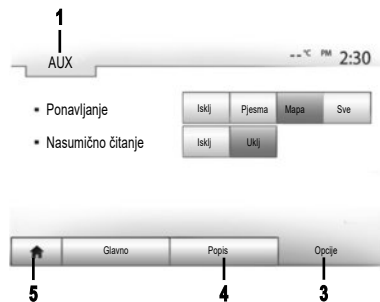 1
AUX
--°C PM 2:30
▪ Ponavljanje Isklj Pjesma Mapa Sve
▪ Nasumično čitanje Isklj Uklj
Glavno Popis Opcije
5 4 3